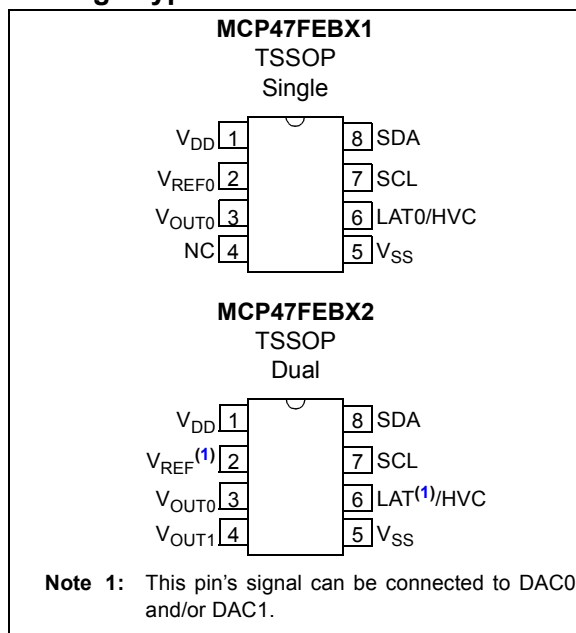 MCP47FEBX1
TSSOP
Single
VDD 1 8 SDA
VREF0 2 7 SCL
VOUT0 3 6 LAT0/HVC
NC 4 5 VSS
MCP47FEBX2
TSSOP
Dual
VDD 1 8 SDA
VREF(1) 2 7 SCL
VOUT0 3 6 LAT(1)/HVC
VOUT1 4 5 VSS
Note 1: This pin's signal can be connected to DAC0
and/or DAC1.